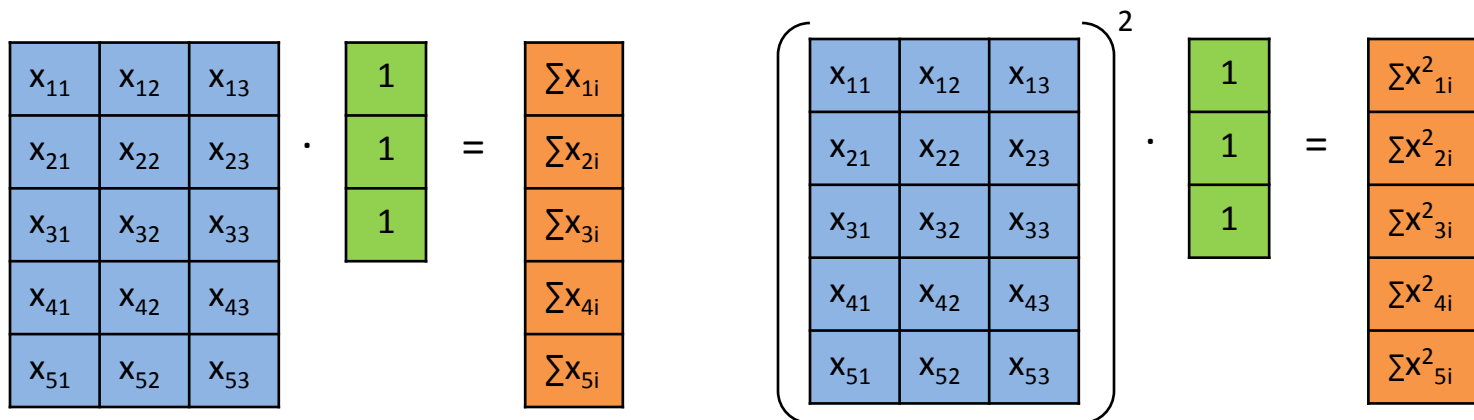 2
x₁₁ x₁₂ x₁₃ 1 ∑x₁ᵢ x₁₁ x₁₂ x₁₃ 1 ∑x²₁ᵢ
x₂₁ x₂₂ x₂₃ · 1 = ∑x₂ᵢ x₂₁ x₂₂ x₂₃ · 1 = ∑x²₂ᵢ
x₃₁ x₃₂ x₃₃ 1 ∑x₃ᵢ x₃₁ x₃₂ x₃₃ 1 ∑x²₃ᵢ
x₄₁ x₄₂ x₄₃ ∑x₄ᵢ x₄₁ x₄₂ x₄₃ ∑x²₄ᵢ
x₅₁ x₅₂ x₅₃ ∑x₅ᵢ x₅₁ x₅₂ x₅₃ ∑x²₅ᵢ